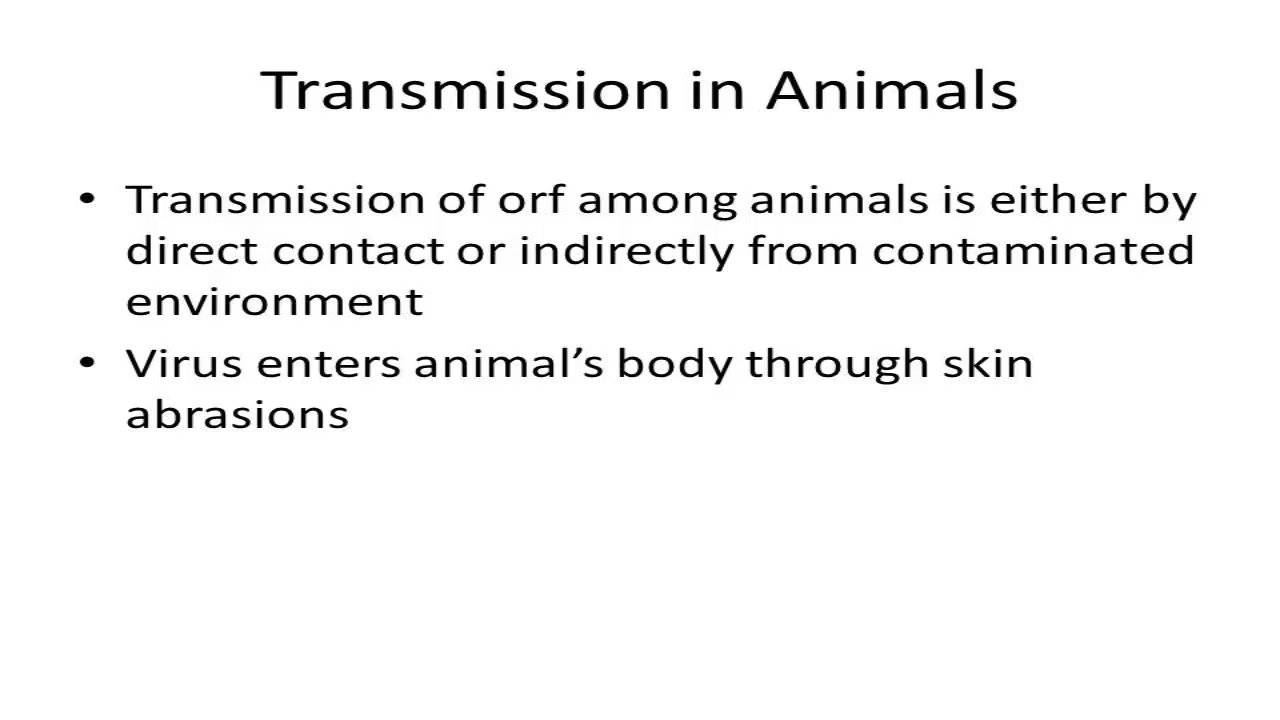 Transmission in Animals
• Transmission of orf among animals is either by
direct contact or indirectly from contaminated
environment
• Virus enters animal’s body through skin
abrasions